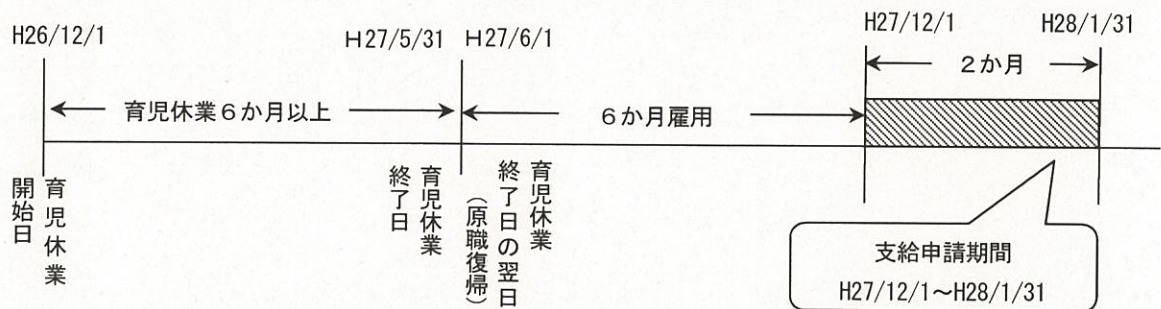 H26/12/1
H27/5/31
H27/6/1
H27/12/1
H28/1/31
2か月
育児休業6か月以上
6か月雇用
育児休業
開始日
育児休業
終了日
育児休業
終了日の翌日
（原職復帰）
支給申請期間
H27/12/1～H28/1/31